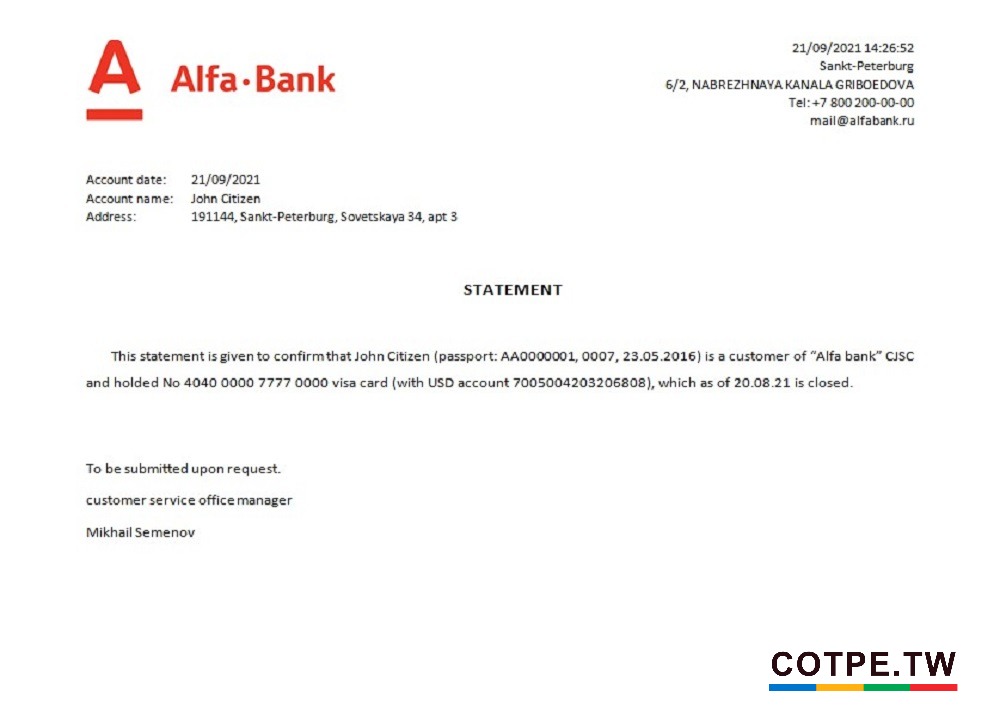 Alfa·Bank
21/09/2021 14:26:52
Sankt-Peterburg
6/2, NABREZHNAYA KANALA GRIBOEDOVA
Tel: +7 800 200-00-00
mail@alfabank.ru
Account date: 21/09/2021
Account name: John Citizen
Address: 191144, Sankt-Peterburg, Sovetskaya 34, apt 3
STATEMENT
This statement is given to confirm that John Citizen (passport: AA0000001, 0007, 23.05.2016) is a customer of “Alfa bank” CJSC
and holded No 4040 0000 7777 0000 visa card (with USD account 7005004203206808), which as of 20.08.21 is closed.
To be submitted upon request.
customer service office manager
Mikhail Semenov
COTPE.TW